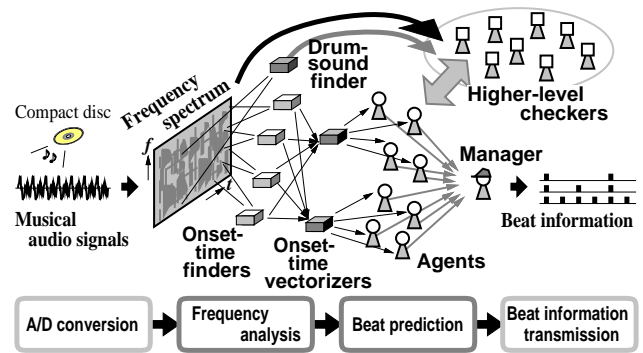 Drum-
sound
finder
Frequency
spectrum
Higher-level
checkers
Compact disc
f
t
Manager
Musical
audio signals
Beat information
Onset-
time
finders
Onset-
time
vectorizers
Agents
A/D conversion
Frequency
analysis
Beat prediction
Beat information
transmission